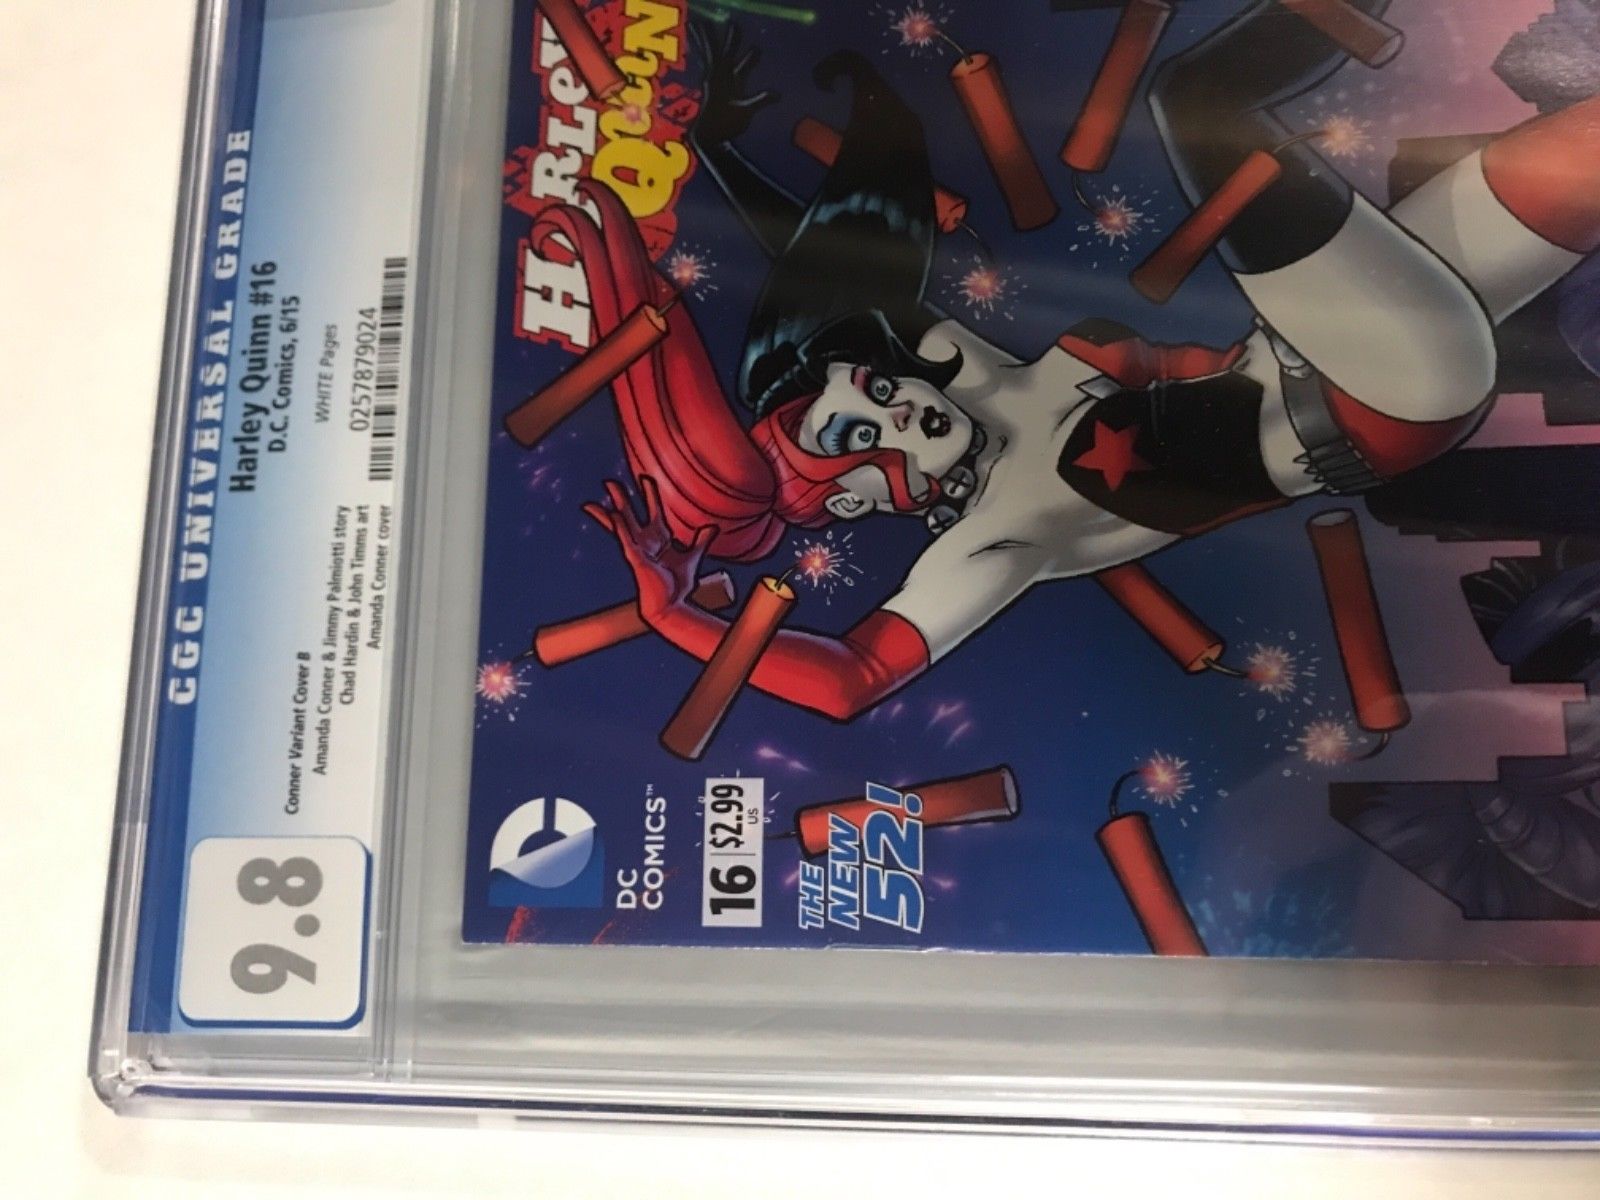 CGC UNIVERSAL GRADE
9.8
Harley Quinn #16
D.C. Comics, 6/15
WHITE Pages
0257879024
Conner Variant Cover B
Amanda Conner & Jimmy Palmiotti story
Chad Hardin & John Timms art
Amanda Conner cover
HARLEY
QUINN
DC
COMICS™
16 $2.99
US
THE
NEW
52!